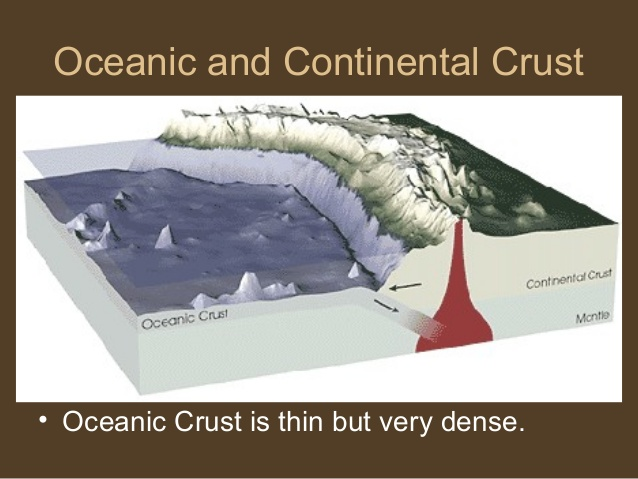 Oceanic and Continental Crust
Continental Crust
Oceanic Crust
Mantle
• Oceanic Crust is thin but very dense.